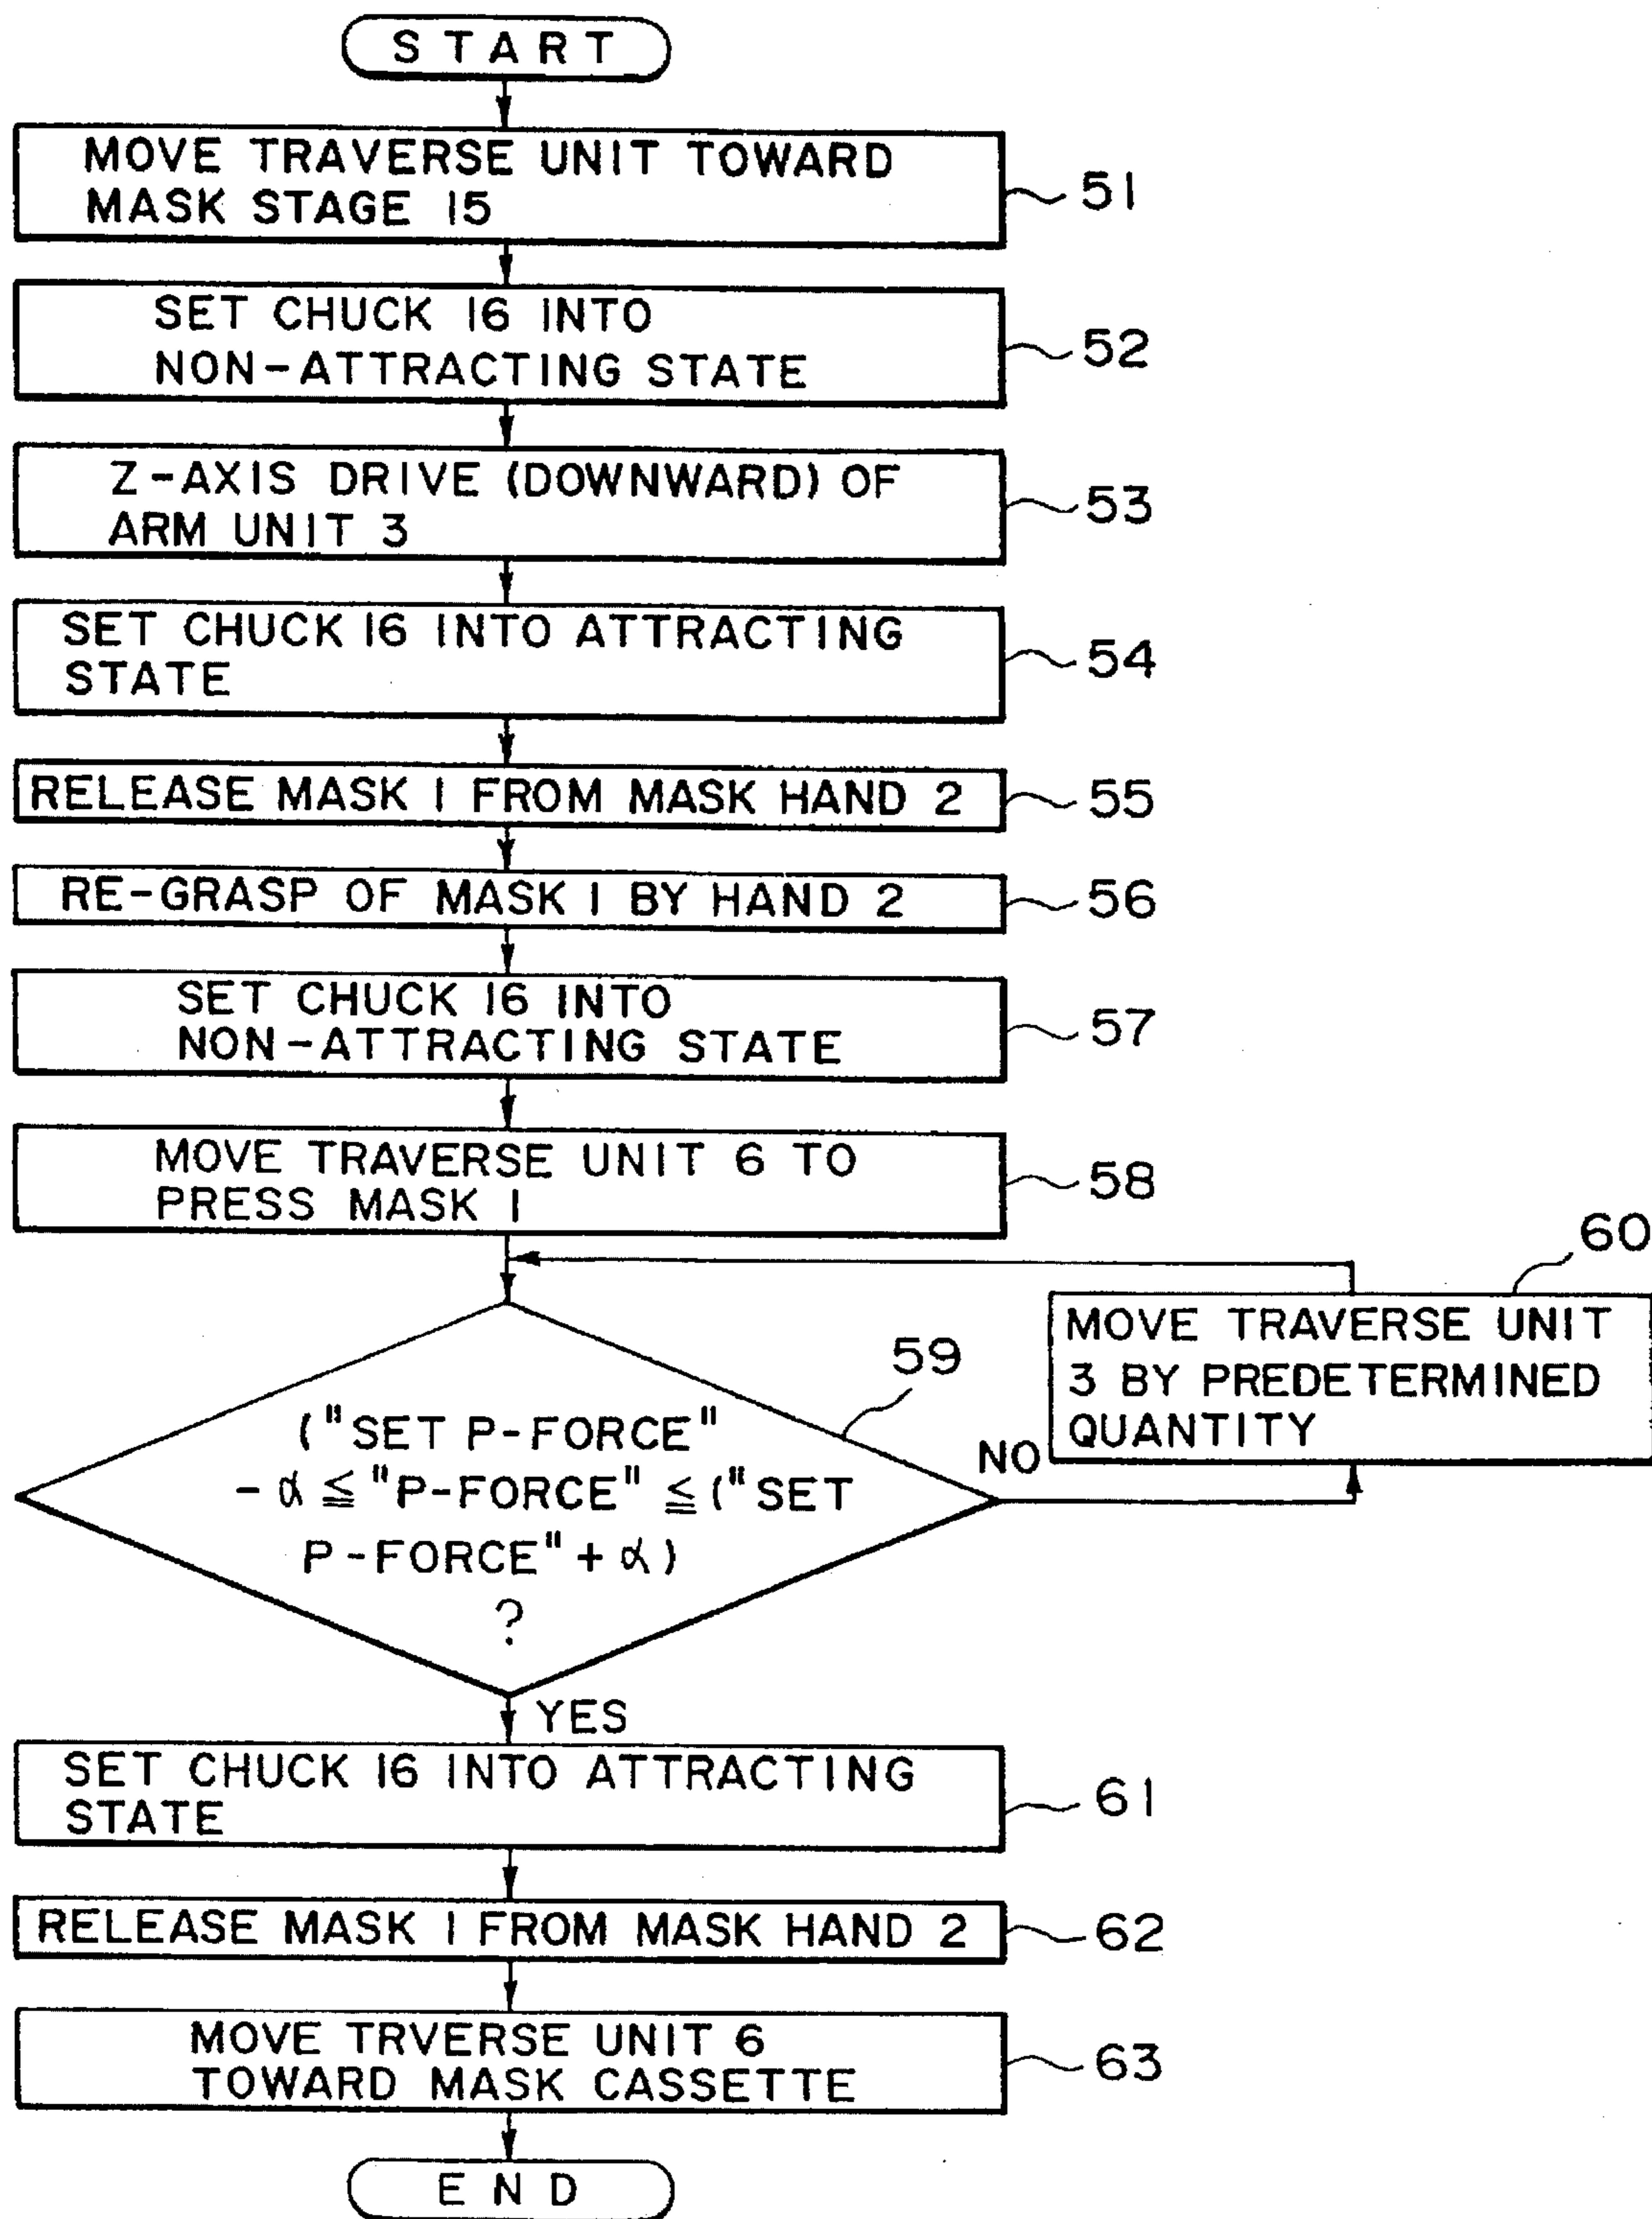 START
MOVE TRAVERSE UNIT TOWARD
MASK STAGE 15
51
SET CHUCK 16 INTO
NON-ATTRACTING STATE
52
Z-AXIS DRIVE (DOWNWARD) OF
ARM UNIT 3
53
SET CHUCK 16 INTO ATTRACTING
STATE
54
RELEASE MASK 1 FROM MASK HAND 2
55
RE-GRASP OF MASK 1 BY HAND 2
56
SET CHUCK 16 INTO
NON-ATTRACTING STATE
57
MOVE TRAVERSE UNIT 6 TO
PRESS MASK 1
58
60
MOVE TRAVERSE UNIT
3 BY PREDETERMINED
QUANTITY
59
("SET P-FORCE"
-α ≦ "P-FORCE" ≦ ("SET
P-FORCE" + α)
?
NO
YES
SET CHUCK 16 INTO ATTRACTING
STATE
61
RELEASE MASK 1 FROM MASK HAND 2
62
MOVE TRVERSE UNIT 6
TOWARD MASK CASSETTE
63
END